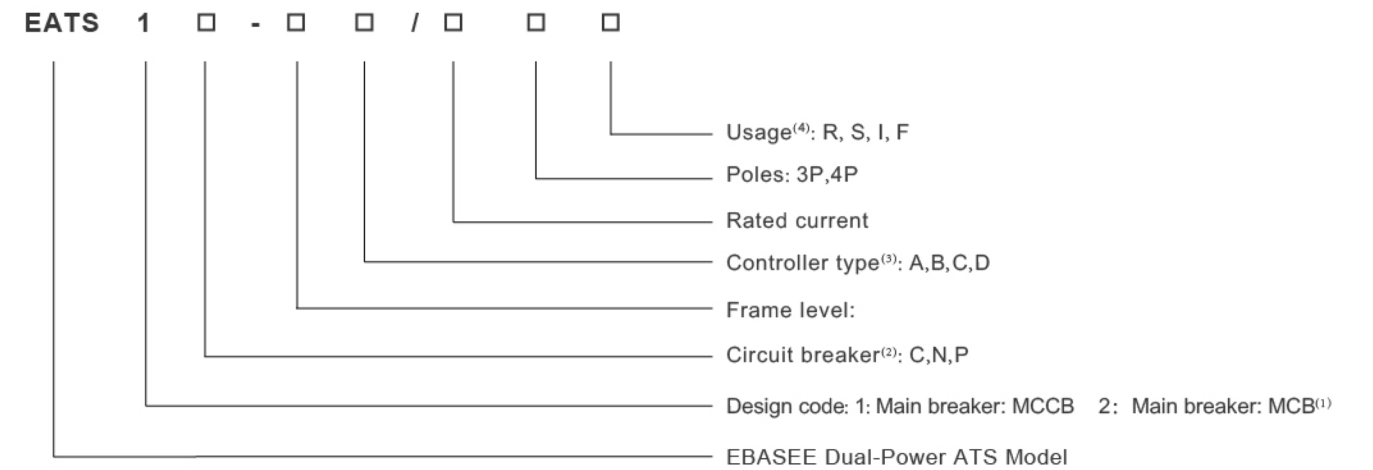 EATS 1 □ - □ □ / □ □ □
Usage⁽⁴⁾: R, S, I, F
Poles: 3P,4P
Rated current
Controller type⁽³⁾: A,B,C,D
Frame level:
Circuit breaker⁽²⁾: C,N,P
Design code: 1: Main breaker: MCCB 2: Main breaker: MCB⁽¹⁾
EBASEE Dual-Power ATS Model